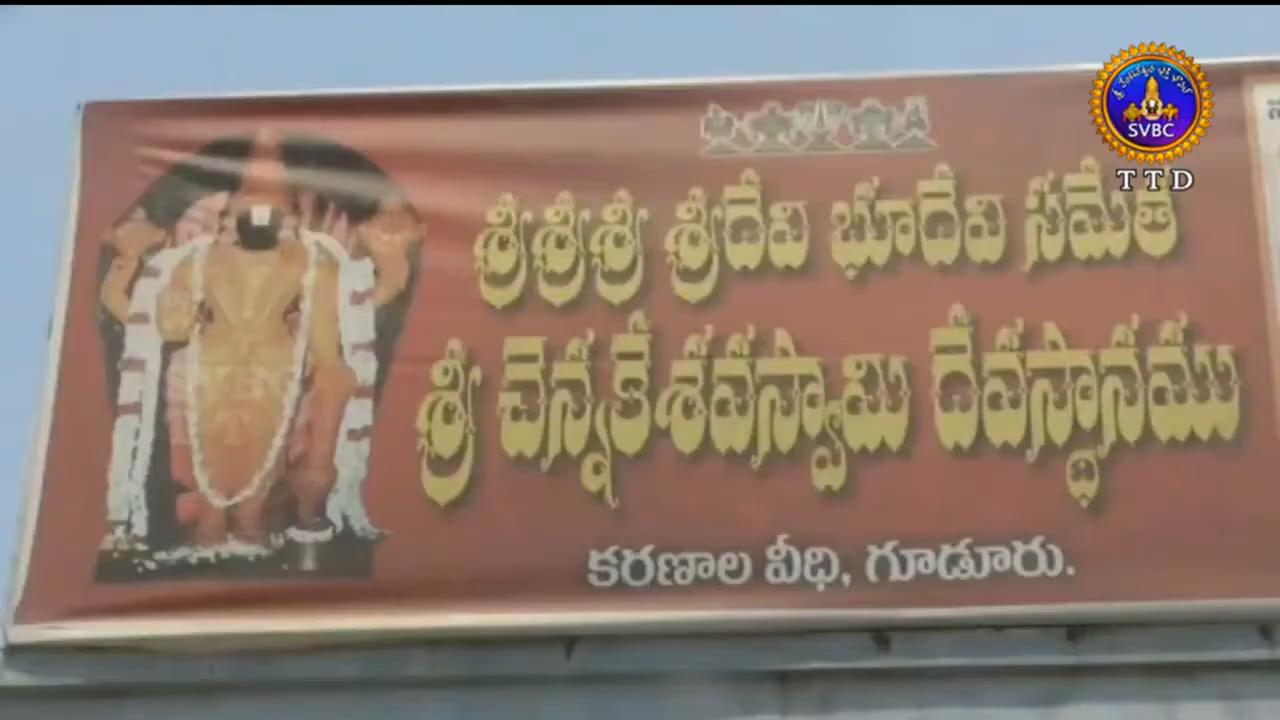 SVBC
TTD
శ్రీశ్రీశ్రీ శ్రీదేవి భూదేవి సమేత
శ్రీ చెన్నకేశవస్వామి దేవస్థానము
కరణాల వీధి, గూడూరు.